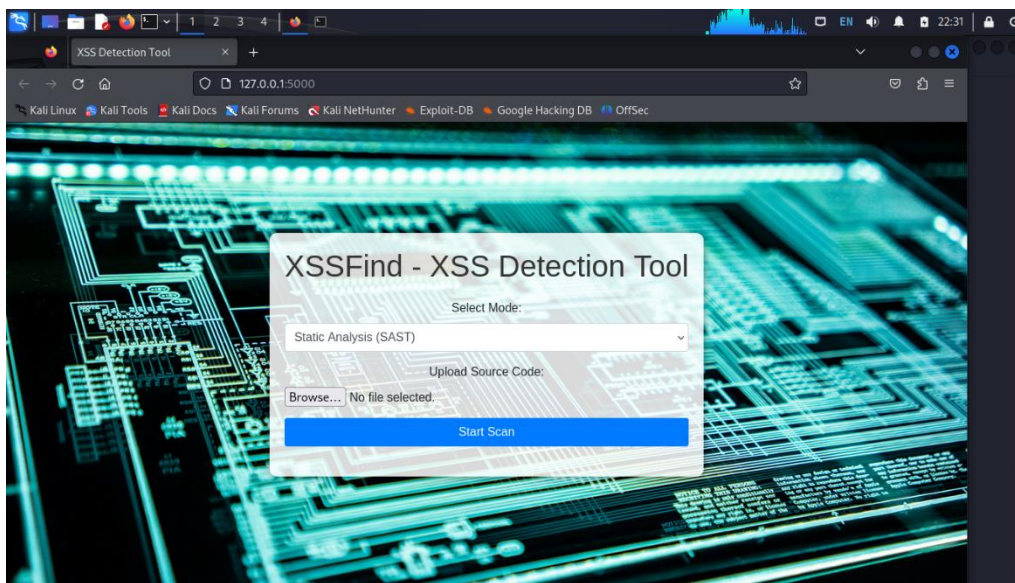 1 2 3 4
EN
22:31
XSS Detection Tool
127.0.0.1:5000
Kali Linux Kali Tools Kali Docs Kali Forums Kali NetHunter Exploit-DB Google Hacking DB OffSec
XSSFind - XSS Detection Tool
Select Mode:
Static Analysis (SAST)
Upload Source Code:
Browse... No file selected.
Start Scan